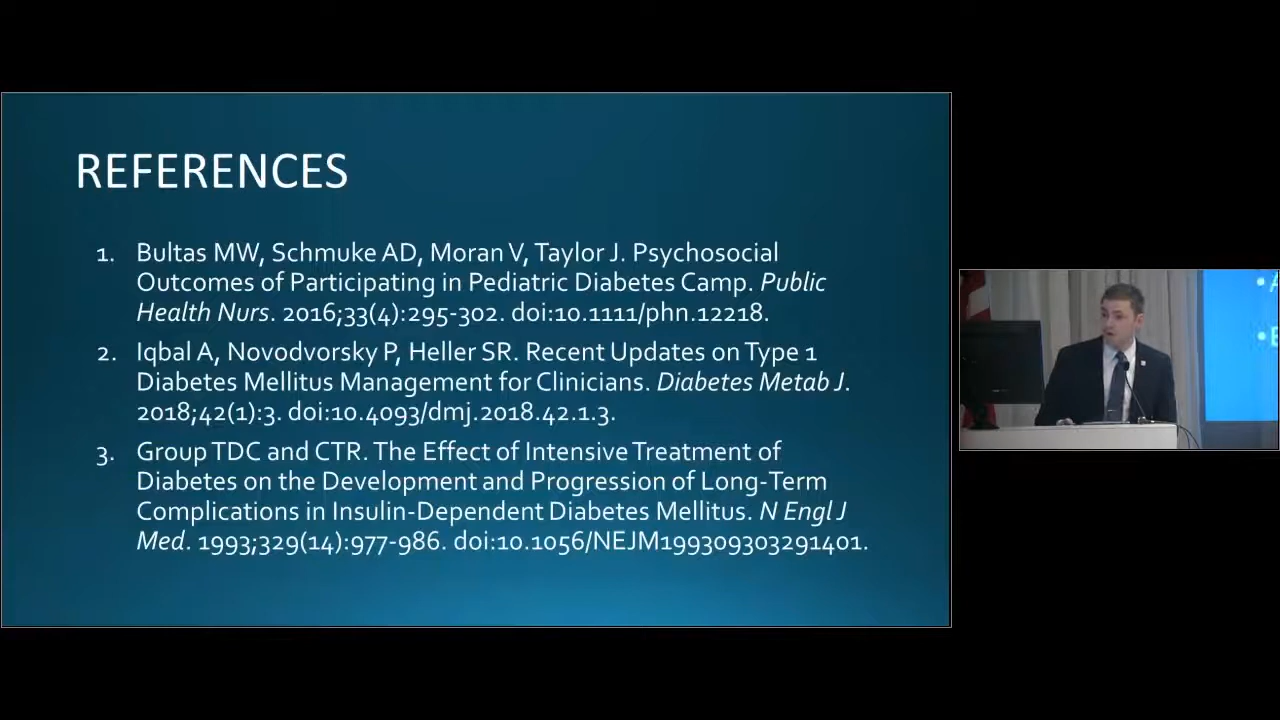 REFERENCES
1. Bultas MW, Schmuke AD, Moran V, Taylor J. Psychosocial
Outcomes of Participating in Pediatric Diabetes Camp. Public
Health Nurs. 2016;33(4):295-302. doi:10.1111/phn.12218.
2. Iqbal A, Novodvorsky P, Heller SR. Recent Updates on Type 1
Diabetes Mellitus Management for Clinicians. Diabetes Metab J.
2018;42(1):3. doi:10.4093/dmj.2018.42.1.3.
3. Group TDC and CTR. The Effect of Intensive Treatment of
Diabetes on the Development and Progression of Long-Term
Complications in Insulin-Dependent Diabetes Mellitus. N Engl J
Med. 1993;329(14):977-986. doi:10.1056/NEJM199309303291401.